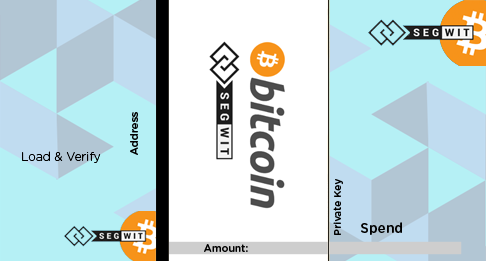 Load & Verify
Address
SEGWIT
SEGWIT
bitcoin
Amount:
SEGWIT
Private Key
Spend